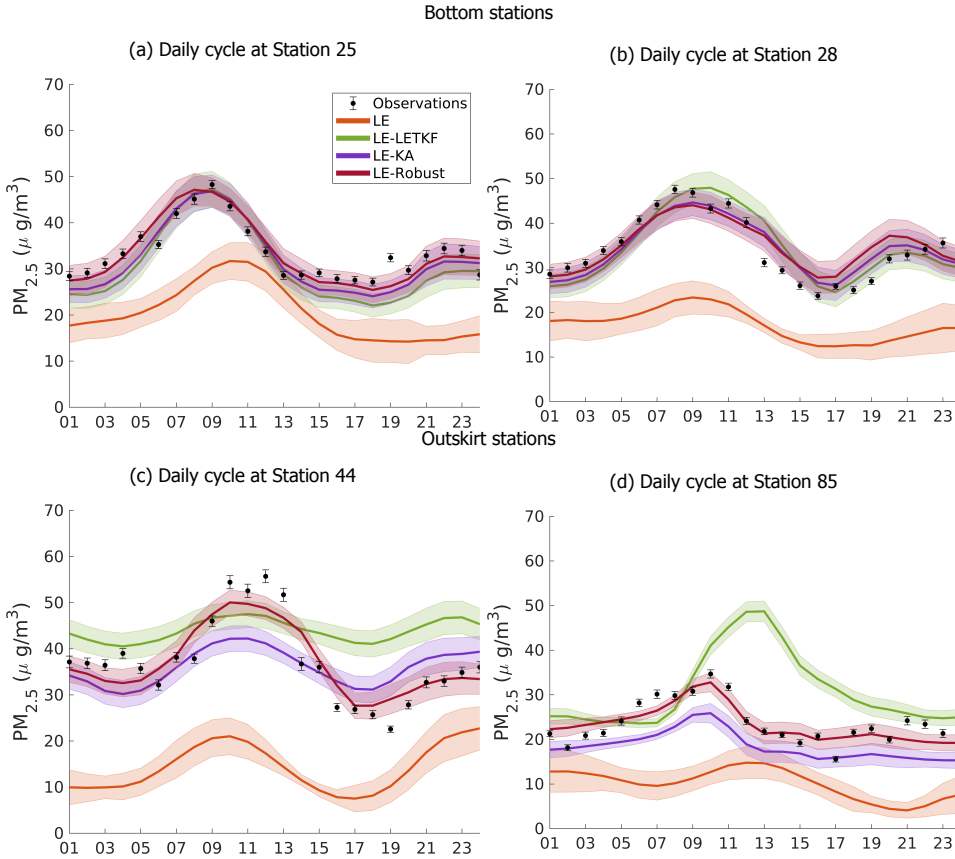 Bottom stations
(a) Daily cycle at Station 25
(b) Daily cycle at Station 28
Observations
LE
LE-LETKF
LE-KA
LE-Robust
PM2.5 (μ g/m3)
70
60
50
40
30
20
10
0
01 03 05 07 09 11 13 15 17 19 21 23
PM2.5 (μ g/m3)
70
60
50
40
30
20
10
0
01 03 05 07 09 11 13 15 17 19 21 23
Outskirt stations
(c) Daily cycle at Station 44
(d) Daily cycle at Station 85
PM2.5 (μ g/m3)
70
60
50
40
30
20
10
0
01 03 05 07 09 11 13 15 17 19 21 23
PM2.5 (μ g/m3)
70
60
50
40
30
20
10
0
01 03 05 07 09 11 13 15 17 19 21 23